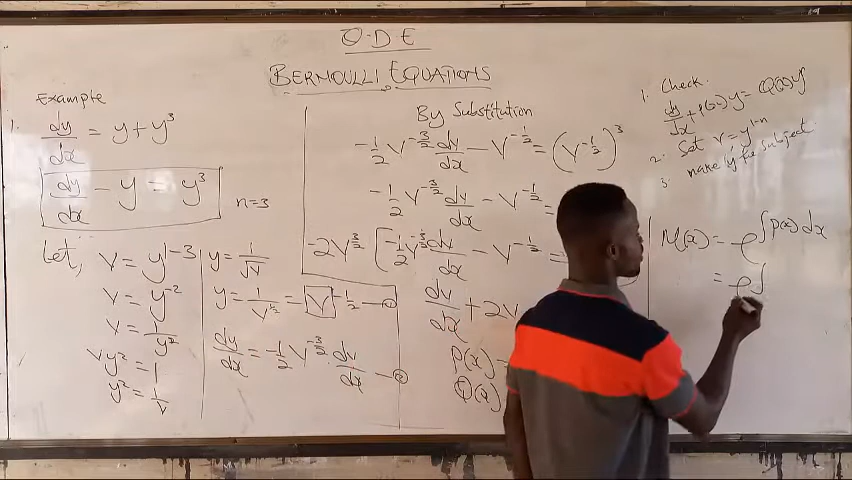 O.D.E
BERNOULLI EQUATIONS
Example
1. dy/dx = y + y³
dy/dx - y = y³
n=3
Let, v = y^(1-3)
v = y^-2
v = 1/y²
vy² = 1
y² = 1/v
y = 1/√v
y = 1/v^(1/2) = v^(-1/2) — ①
dy/dx = -1/2 v^(-3/2) dv/dx — ②
By Substitution
-1/2 v^(-3/2) dv/dx - v^(-1/2) = (v^(-1/2))³
-1/2 v^(-3/2) dv/dx - v^(-1/2) =
-2v^(3/2) [-1/2 v^(-3/2) dv/dx - v^(-1/2) =
dv/dx + 2v
P(x) =
Q(x)
1. Check.
dy/dx + P(x)y = Q(x)yⁿ
2. Set v = y^(1-n)
3. make y the subject.
M(x) = e^∫P(x)dx
= e^∫